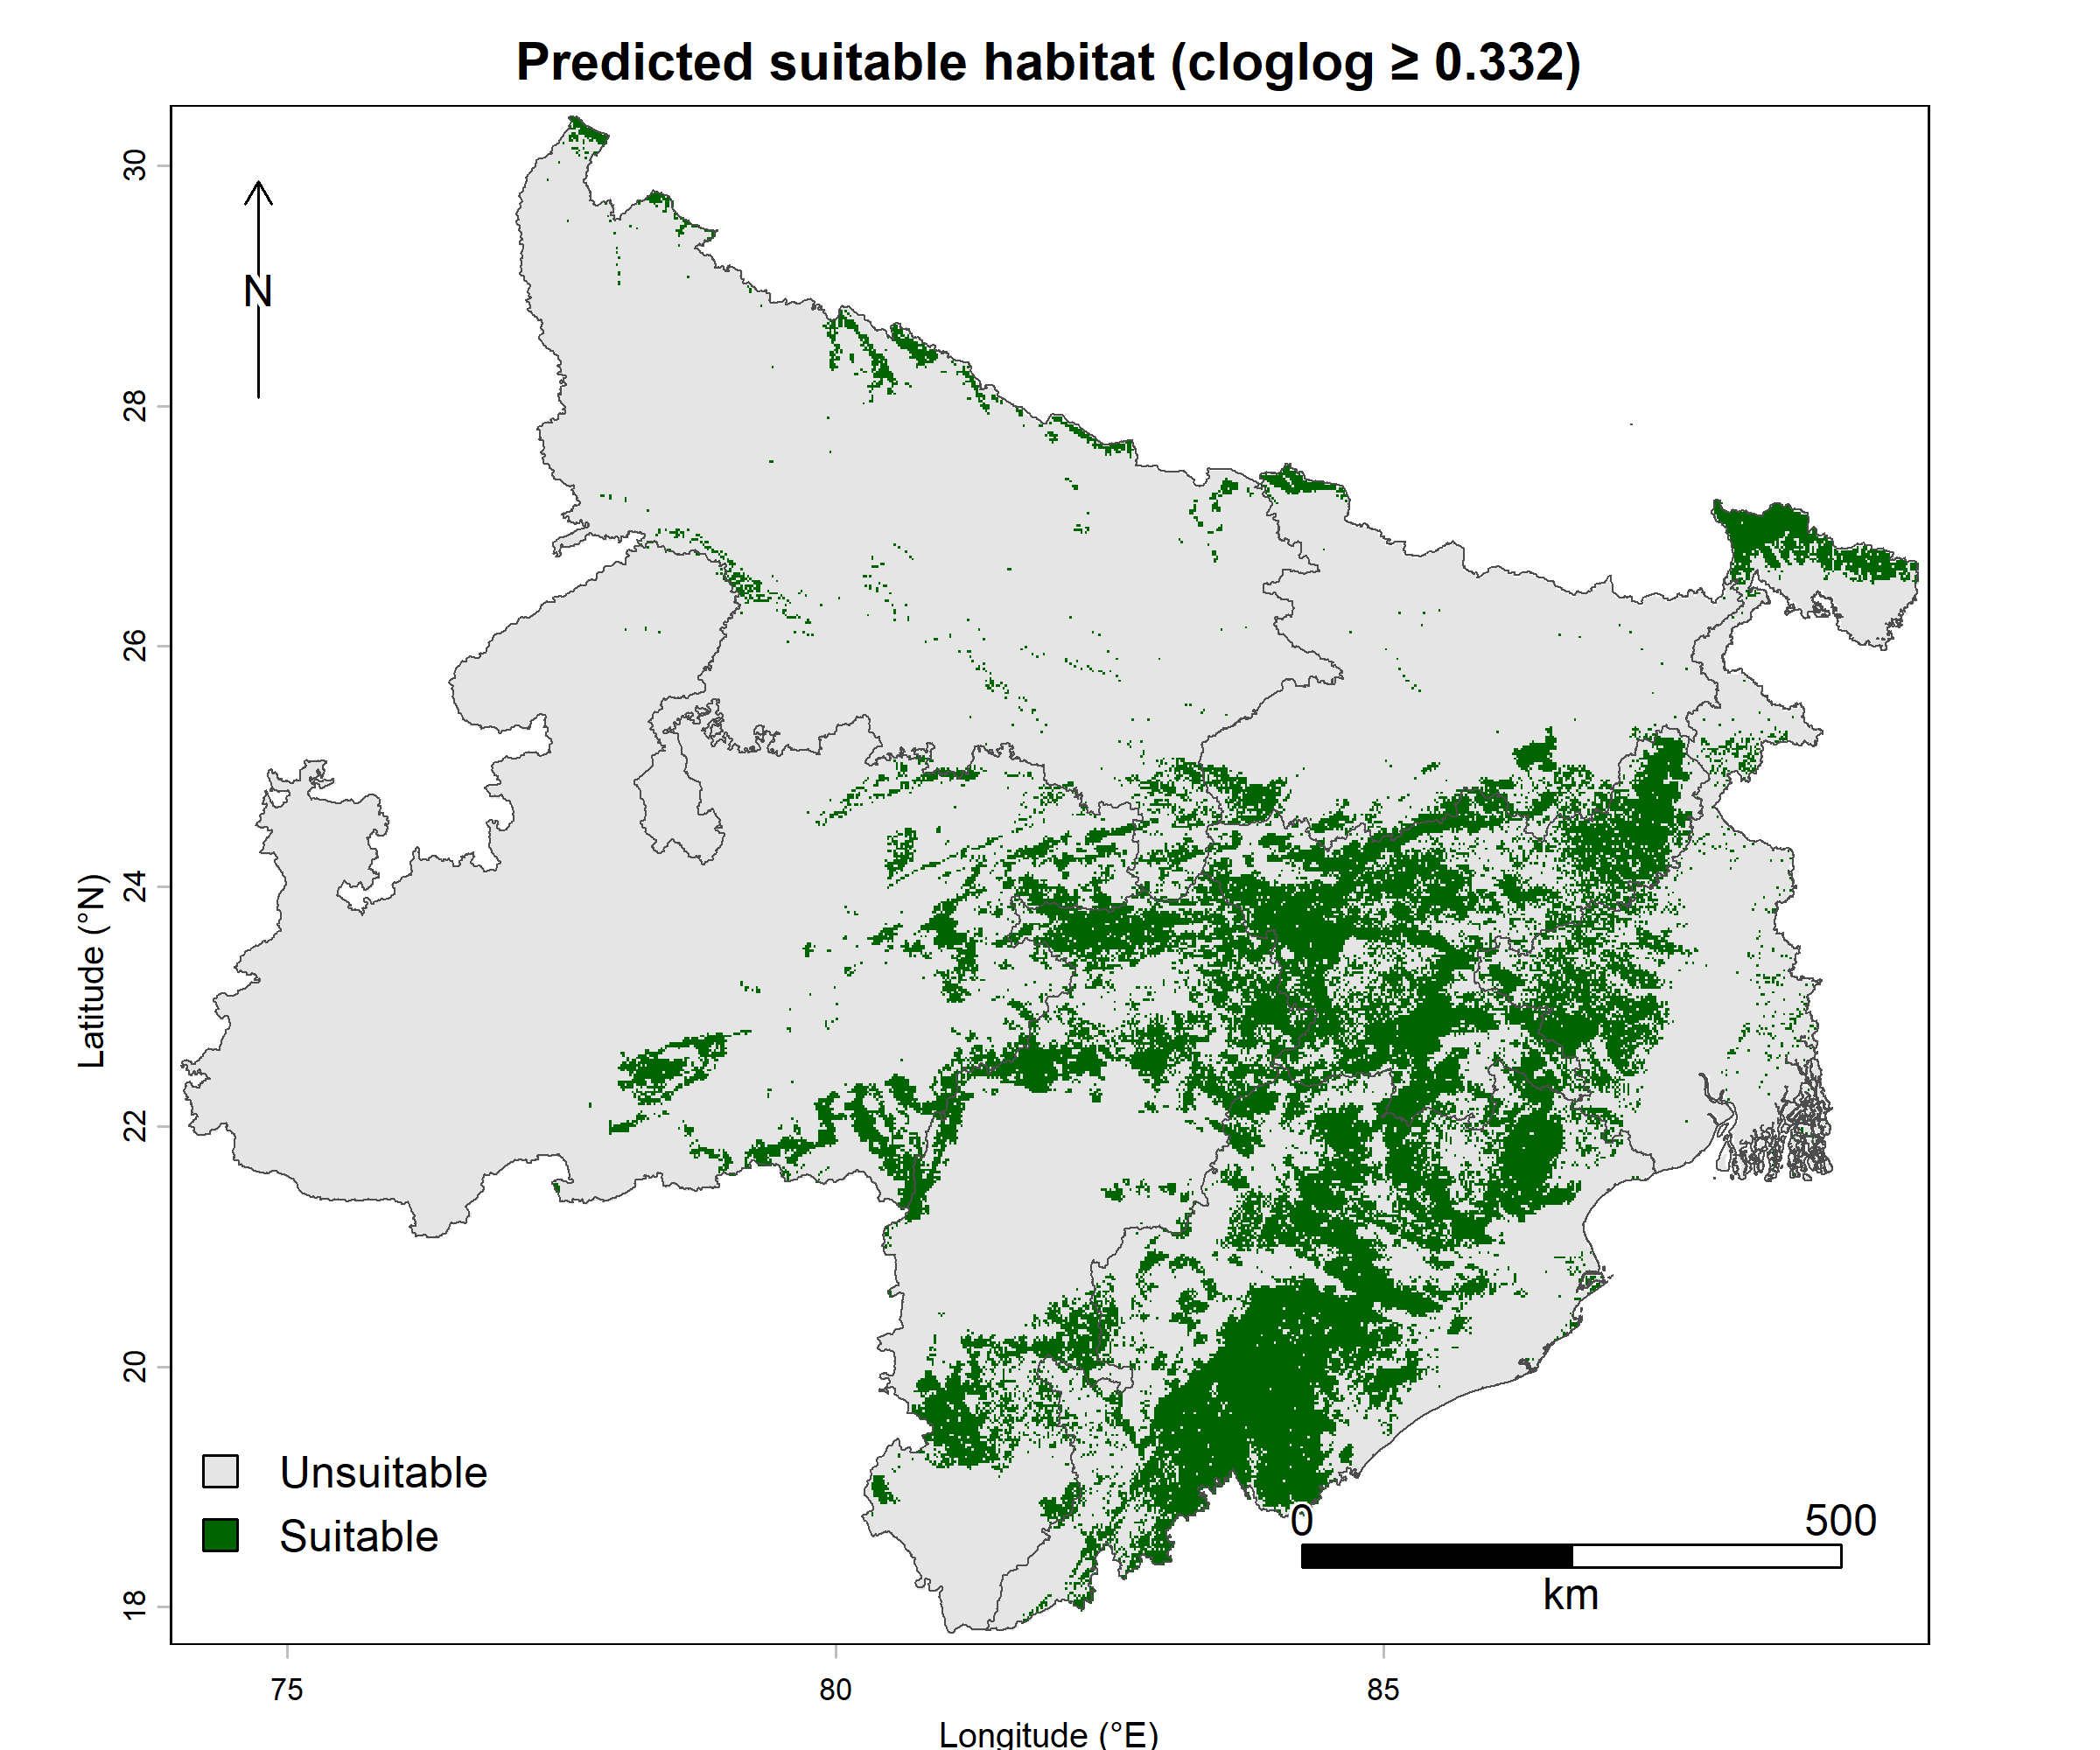 Predicted suitable habitat (cloglog ≥ 0.332)
30
28
26
24
22
20
18
Latitude (°N)
N
Unsuitable
Suitable
0 500
km
75 80 85
Longitude (°E)